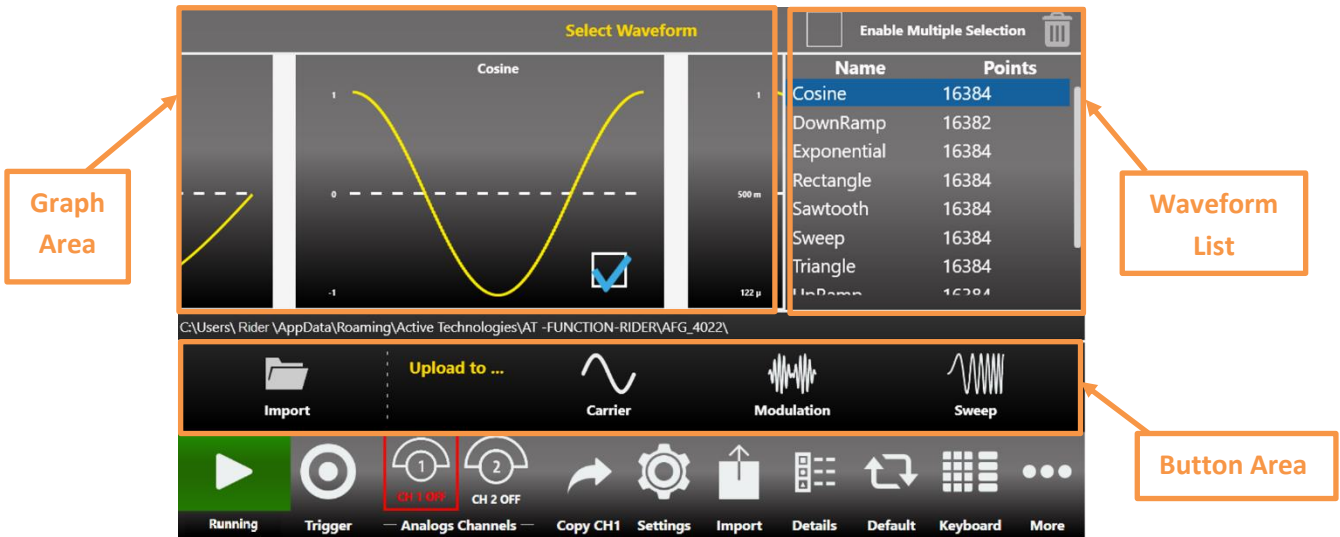 Select Waveform
Enable Multiple Selection
Cosine
1
0
-1
1
500 m
122 µ
Name Points
Cosine 16384
DownRamp 16382
Exponential 16384
Rectangle 16384
Sawtooth 16384
Sweep 16384
Triangle 16384
UpRamp 16384
Graph
Area
Waveform
List
C:\Users\ Rider \AppData\Roaming\Active Technologies\AT -FUNCTION-RIDER\AFG_4022\
Import
Upload to ...
Carrier
Modulation
Sweep
Button Area
1
CH 1 OFF
2
CH 2 OFF
Running
Trigger
Analogs Channels
Copy CH1
Settings
Import
Details
Default
Keyboard
More